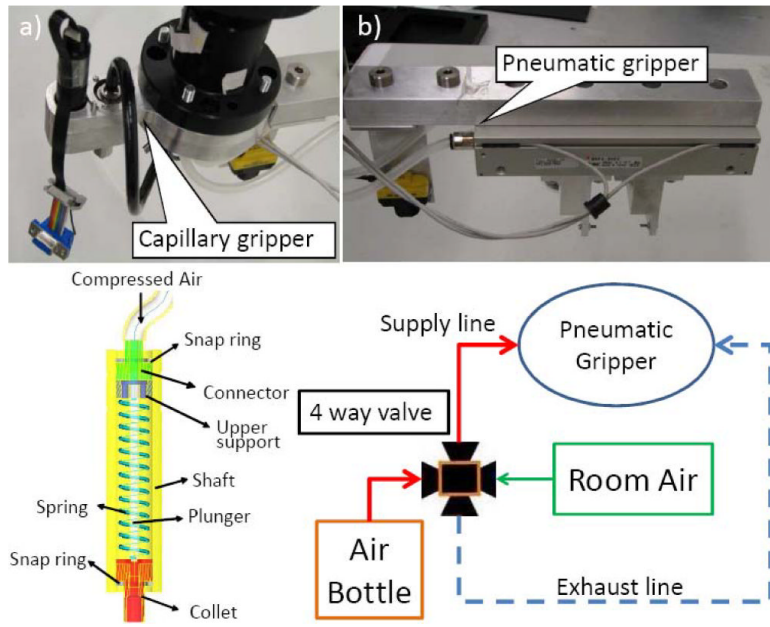 a)
b)
Pneumatic gripper
Capillary gripper
Compressed Air
Snap ring
Connector
Upper
support
Shaft
Spring
Plunger
Snap ring
Collet
Supply line
Pneumatic
Gripper
4 way valve
Room Air
Air
Bottle
Exhaust line